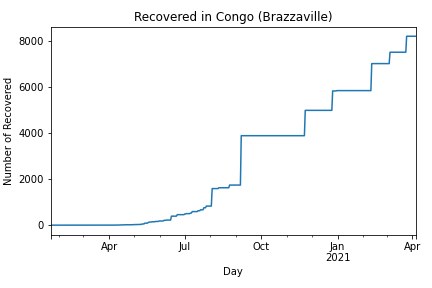 Recovered in Congo (Brazzaville)
Number of Recovered
8000
6000
4000
2000
0
Apr Jul Oct Jan Apr
2021
Day